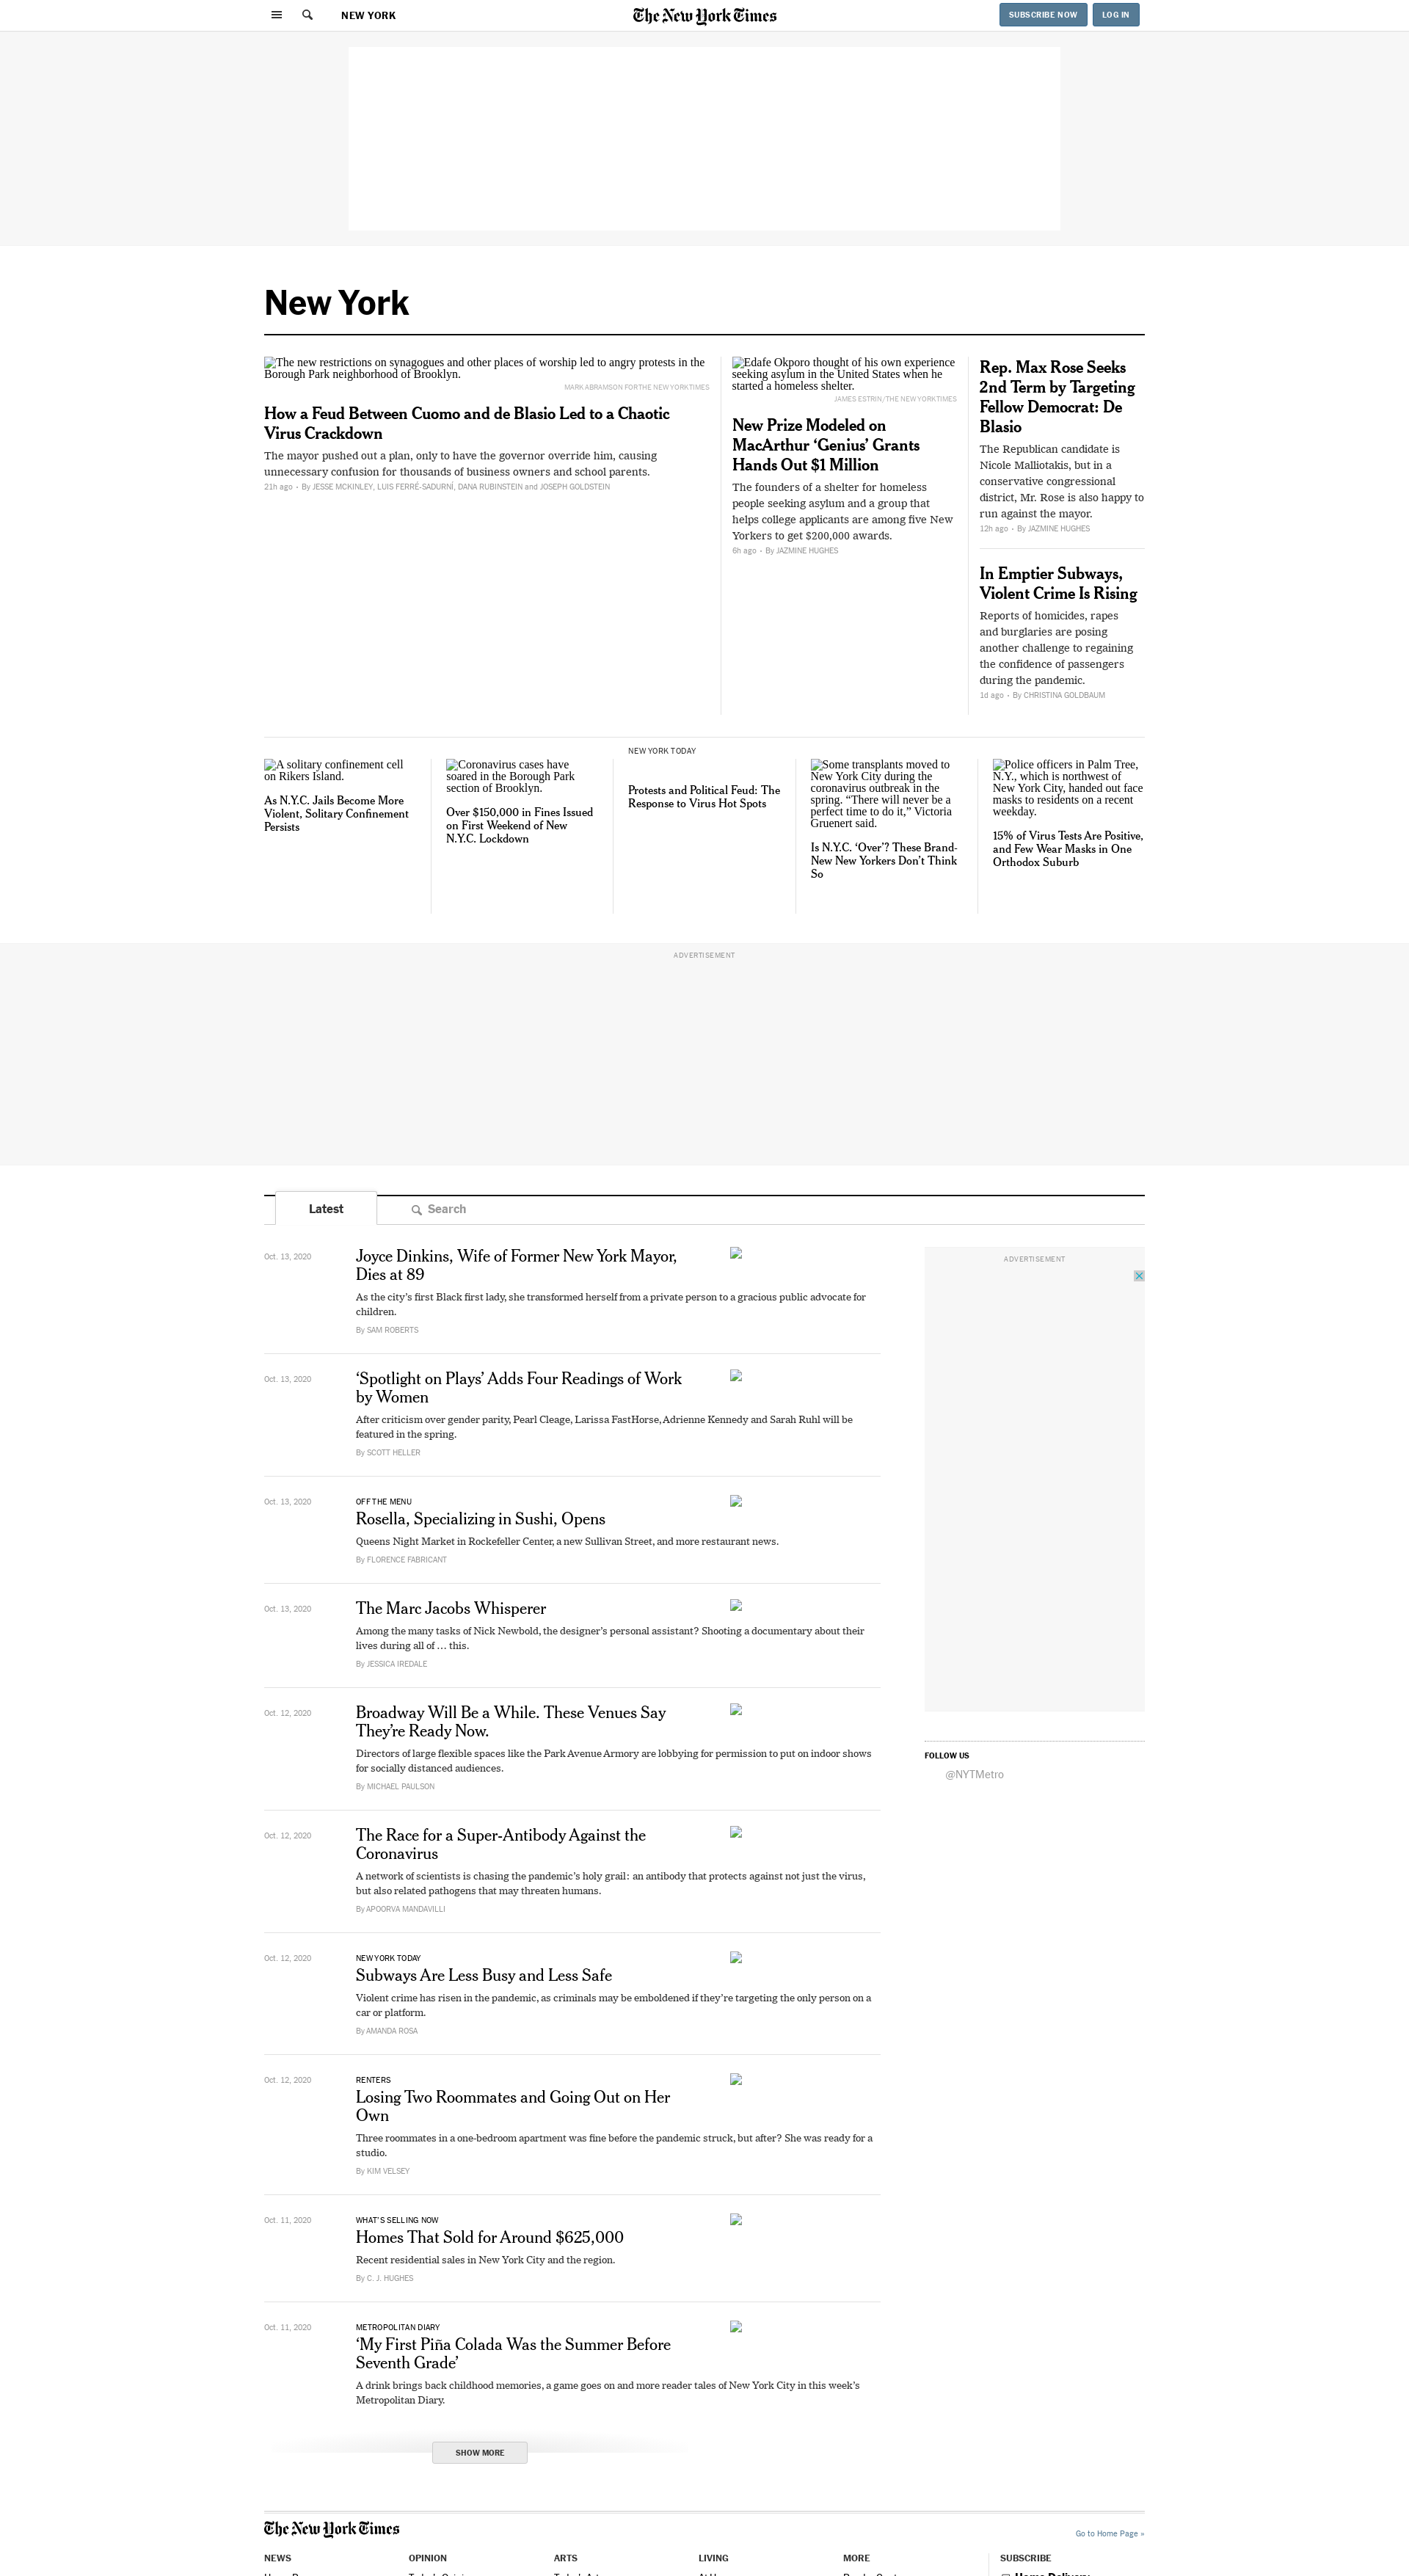 NEW YORK
The New York Times
SUBSCRIBE NOW
LOG IN
New York
The new restrictions on synagogues and other places of worship led to angry protests in the
Borough Park neighborhood of Brooklyn.
MARK ABRAMSON FOR THE NEW YORK TIMES
How a Feud Between Cuomo and de Blasio Led to a Chaotic
Virus Crackdown
The mayor pushed out a plan, only to have the governor override him, causing
unnecessary confusion for thousands of business owners and school parents.
21h ago • By JESSE MCKINLEY, LUIS FERRÉ-SADURNÍ, DANA RUBINSTEIN and JOSEPH GOLDSTEIN
Edafe Okporo thought of his own experience
seeking asylum in the United States when he
started a homeless shelter.
JAMES ESTRIN/THE NEW YORK TIMES
New Prize Modeled on
MacArthur ‘Genius’ Grants
Hands Out $1 Million
The founders of a shelter for homeless
people seeking asylum and a group that
helps college applicants are among five New
Yorkers to get $200,000 awards.
6h ago • By JAZMINE HUGHES
Rep. Max Rose Seeks
2nd Term by Targeting
Fellow Democrat: De
Blasio
The Republican candidate is
Nicole Malliotakis, but in a
conservative congressional
district, Mr. Rose is also happy to
run against the mayor.
12h ago • By JAZMINE HUGHES
In Emptier Subways,
Violent Crime Is Rising
Reports of homicides, rapes
and burglaries are posing
another challenge to regaining
the confidence of passengers
during the pandemic.
1d ago • By CHRISTINA GOLDBAUM
A solitary confinement cell
on Rikers Island.
As N.Y.C. Jails Become More
Violent, Solitary Confinement
Persists
Coronavirus cases have
soared in the Borough Park
section of Brooklyn.
Over $150,000 in Fines Issued
on First Weekend of New
N.Y.C. Lockdown
NEW YORK TODAY
Protests and Political Feud: The
Response to Virus Hot Spots
Some transplants moved to
New York City during the
coronavirus outbreak in the
spring. “There will never be a
perfect time to do it,” Victoria
Gruenert said.
Is N.Y.C. ‘Over’? These Brand-
New New Yorkers Don’t Think
So
Police officers in Palm Tree,
N.Y., which is northwest of
New York City, handed out face
masks to residents on a recent
weekday.
15% of Virus Tests Are Positive,
and Few Wear Masks in One
Orthodox Suburb
ADVERTISEMENT
Latest
Search
Oct. 13, 2020
Joyce Dinkins, Wife of Former New York Mayor,
Dies at 89
As the city’s first Black first lady, she transformed herself from a private person to a gracious public advocate for
children.
By SAM ROBERTS
ADVERTISEMENT
Oct. 13, 2020
‘Spotlight on Plays’ Adds Four Readings of Work
by Women
After criticism over gender parity, Pearl Cleage, Larissa FastHorse, Adrienne Kennedy and Sarah Ruhl will be
featured in the spring.
By SCOTT HELLER
Oct. 13, 2020
OFF THE MENU
Rosella, Specializing in Sushi, Opens
Queens Night Market in Rockefeller Center, a new Sullivan Street, and more restaurant news.
By FLORENCE FABRICANT
Oct. 13, 2020
The Marc Jacobs Whisperer
Among the many tasks of Nick Newbold, the designer’s personal assistant? Shooting a documentary about their
lives during all of … this.
By JESSICA IREDALE
Oct. 12, 2020
Broadway Will Be a While. These Venues Say
They’re Ready Now.
Directors of large flexible spaces like the Park Avenue Armory are lobbying for permission to put on indoor shows
for socially distanced audiences.
By MICHAEL PAULSON
FOLLOW US
@NYTMetro
Oct. 12, 2020
The Race for a Super-Antibody Against the
Coronavirus
A network of scientists is chasing the pandemic’s holy grail: an antibody that protects against not just the virus,
but also related pathogens that may threaten humans.
By APOORVA MANDAVILLI
Oct. 12, 2020
NEW YORK TODAY
Subways Are Less Busy and Less Safe
Violent crime has risen in the pandemic, as criminals may be emboldened if they’re targeting the only person on a
car or platform.
By AMANDA ROSA
Oct. 12, 2020
RENTERS
Losing Two Roommates and Going Out on Her
Own
Three roommates in a one-bedroom apartment was fine before the pandemic struck, but after? She was ready for a
studio.
By KIM VELSEY
Oct. 11, 2020
WHAT’S SELLING NOW
Homes That Sold for Around $625,000
Recent residential sales in New York City and the region.
By C. J. HUGHES
Oct. 11, 2020
METROPOLITAN DIARY
‘My First Piña Colada Was the Summer Before
Seventh Grade’
A drink brings back childhood memories, a game goes on and more reader tales of New York City in this week’s
Metropolitan Diary.
SHOW MORE
The New York Times
Go to Home Page »
NEWS
OPINION
ARTS
LIVING
MORE
SUBSCRIBE